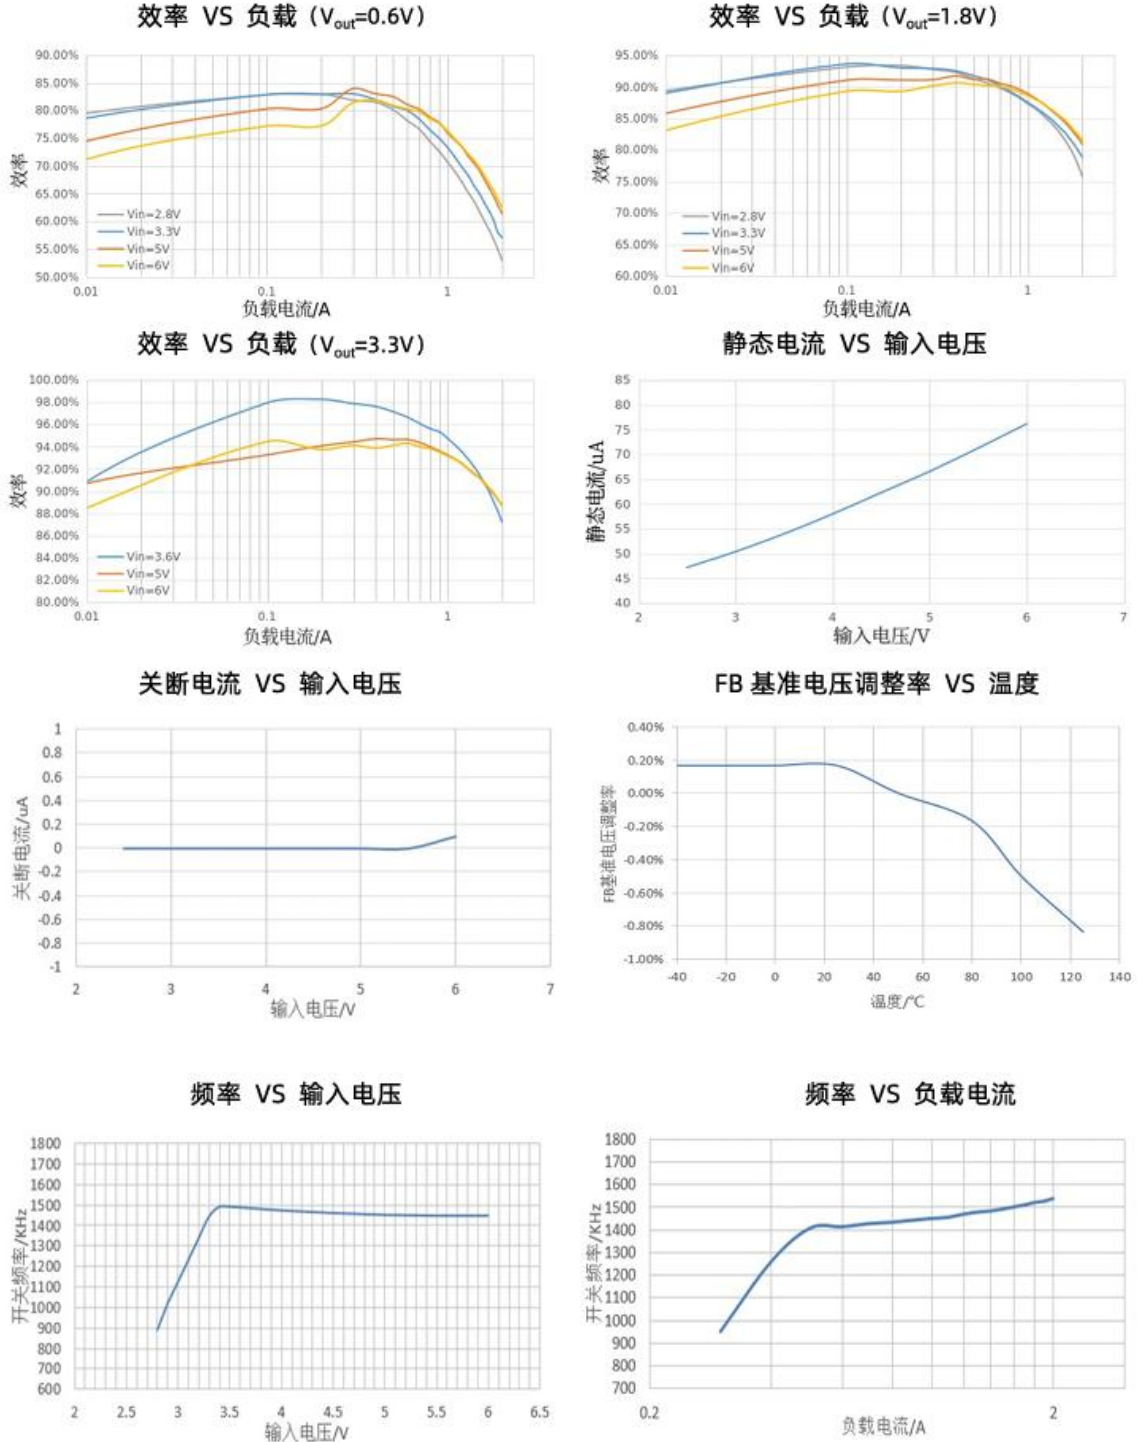 效率 VS 负载（Vout=0.6V）
90.00%
85.00%
80.00%
75.00%
70.00%
65.00%
60.00%
55.00%
50.00%
效率
Vin=2.8V
Vin=3.3V
Vin=5V
Vin=6V
0.01 0.1 1
负载电流/A
效率 VS 负载（Vout=1.8V）
95.00%
90.00%
85.00%
80.00%
75.00%
70.00%
65.00%
60.00%
效率
Vin=2.8V
Vin=3.3V
Vin=5V
Vin=6V
0.01 0.1 1
负载电流/A
效率 VS 负载（Vout=3.3V）
100.00%
98.00%
96.00%
94.00%
92.00%
90.00%
88.00%
86.00%
84.00%
82.00%
80.00%
效率
Vin=3.6V
Vin=5V
Vin=6V
0.01 0.1 1
负载电流/A
静态电流 VS 输入电压
85
80
75
70
65
60
55
50
45
40
静态电流/uA
2 3 4 5 6 7
输入电压/V
关断电流 VS 输入电压
1
0.8
0.6
0.4
0.2
0
-0.2
-0.4
-0.6
-0.8
-1
关断电流/uA
2 3 4 5 6 7
输入电压/V
FB 基准电压调整率 VS 温度
0.40%
0.20%
0.00%
-0.20%
-0.40%
-0.60%
-0.80%
-1.00%
FB基准电压调整率
-40 -20 0 20 40 60 80 100 120 140
温度/℃
频率 VS 输入电压
1800
1700
1600
1500
1400
1300
1200
1100
1000
900
800
700
600
开关频率/KHz
2 2.5 3 3.5 4 4.5 5 5.5 6 6.5
输入电压/V
频率 VS 负载电流
1800
1700
1600
1500
1400
1300
1200
1100
1000
900
800
700
开关频率/KHz
0.2 2
负载电流/A